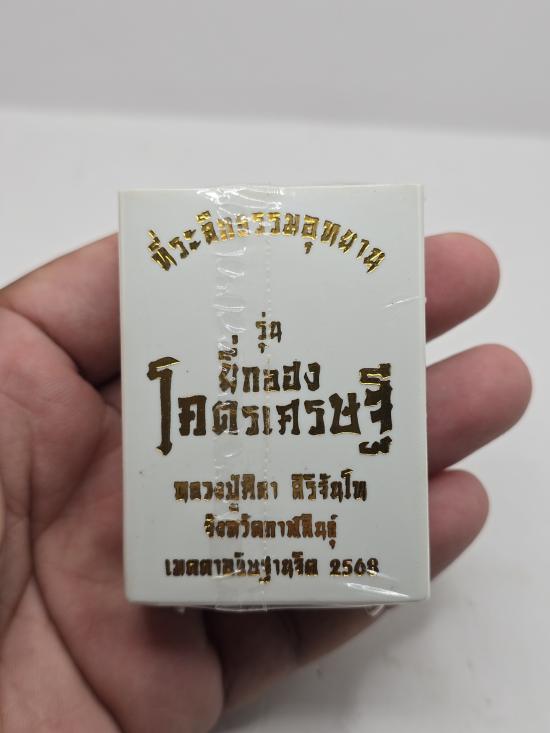 ที่ระลึกธรรมอุทยาน
รุ่น
มั่กลอง
โคตรเศรษฐี
หลวงปู่ศิลา สิริจันโท
จังหวัดกาฬสินธุ์
เมตตาอธิษฐานจิต 2568